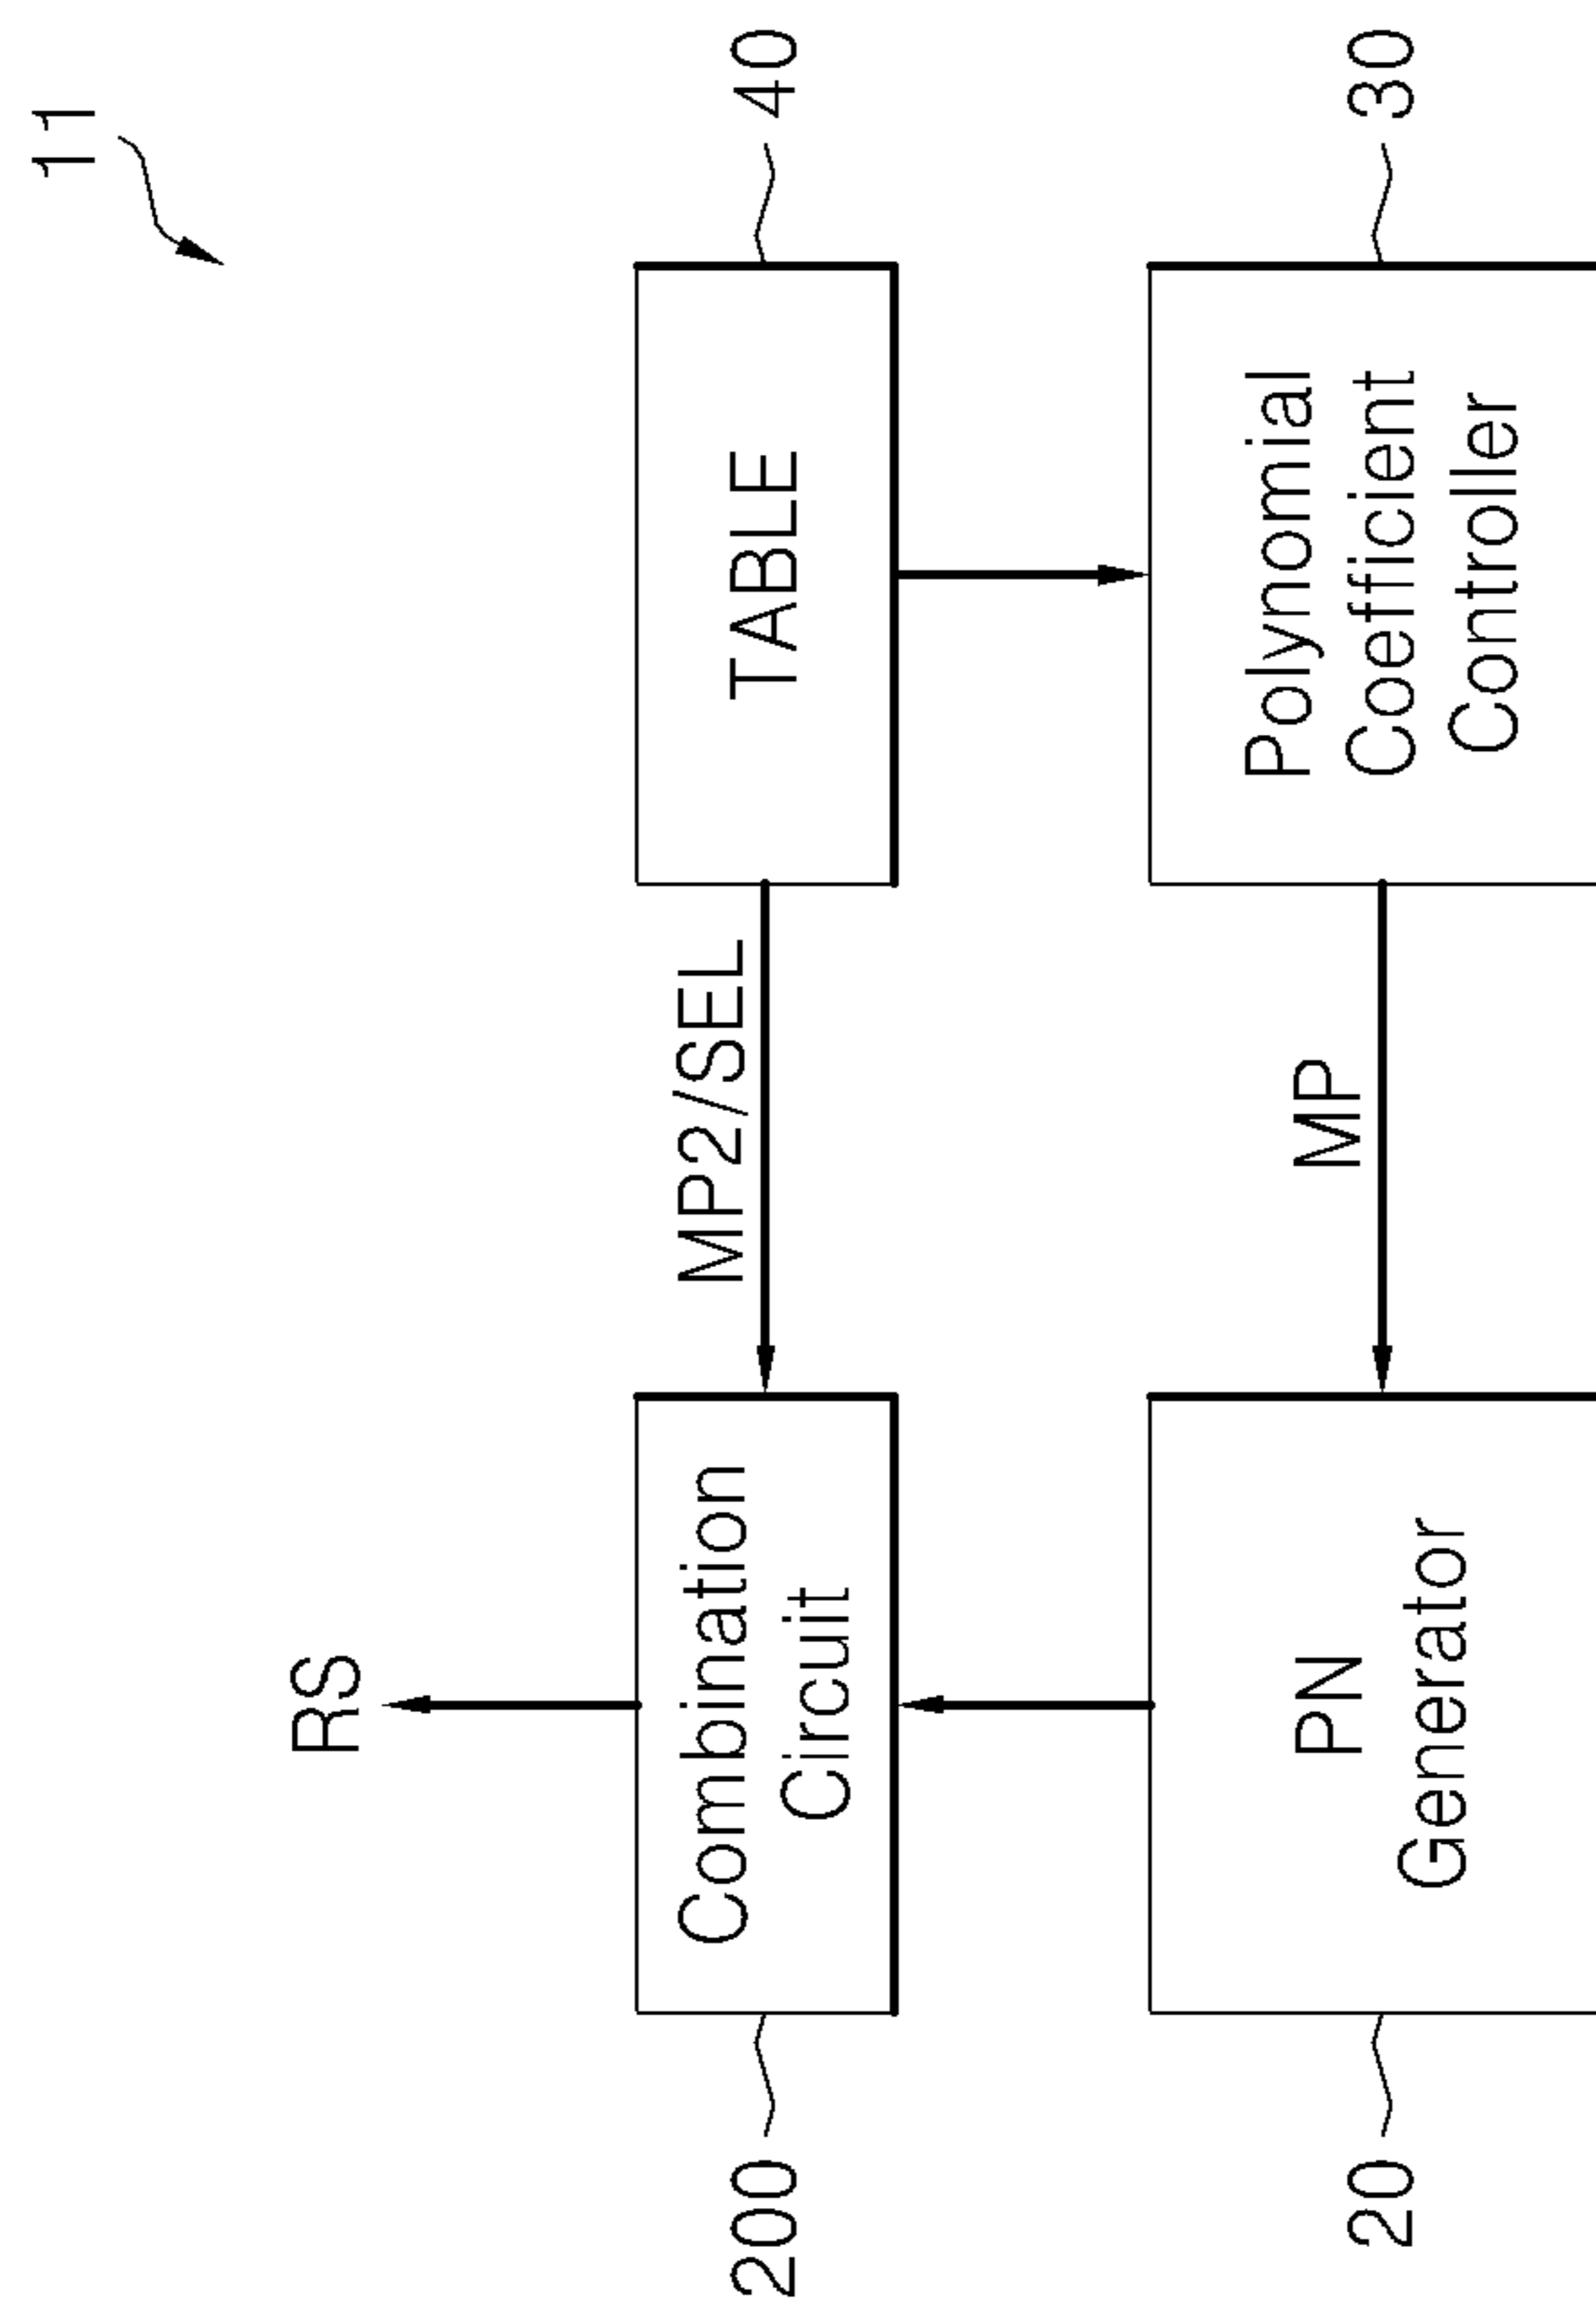 11
RS
200
Combination
Circuit
MP2/SEL
TABLE
40
20
PN
Generator
MP
Polynomial
Coefficient
Controller
30